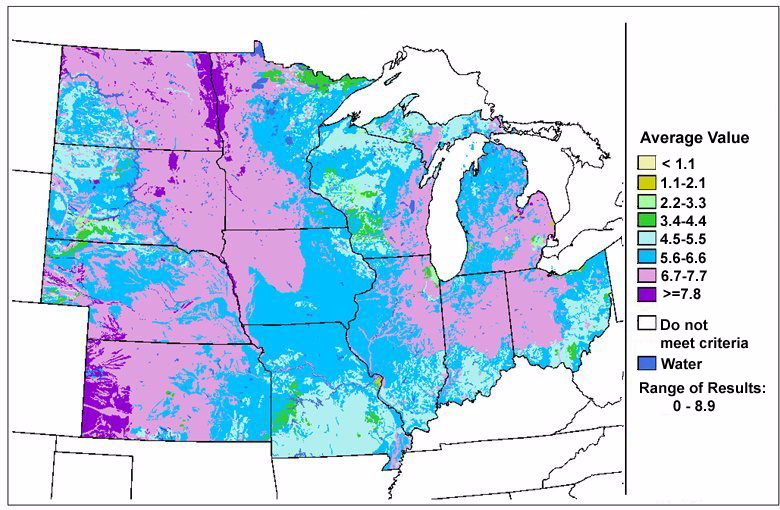 Average Value
< 1.1
1.1-2.1
2.2-3.3
3.4-4.4
4.5-5.5
5.6-6.6
6.7-7.7
>=7.8
Do not
meet criteria
Water
Range of Results:
0 - 8.9